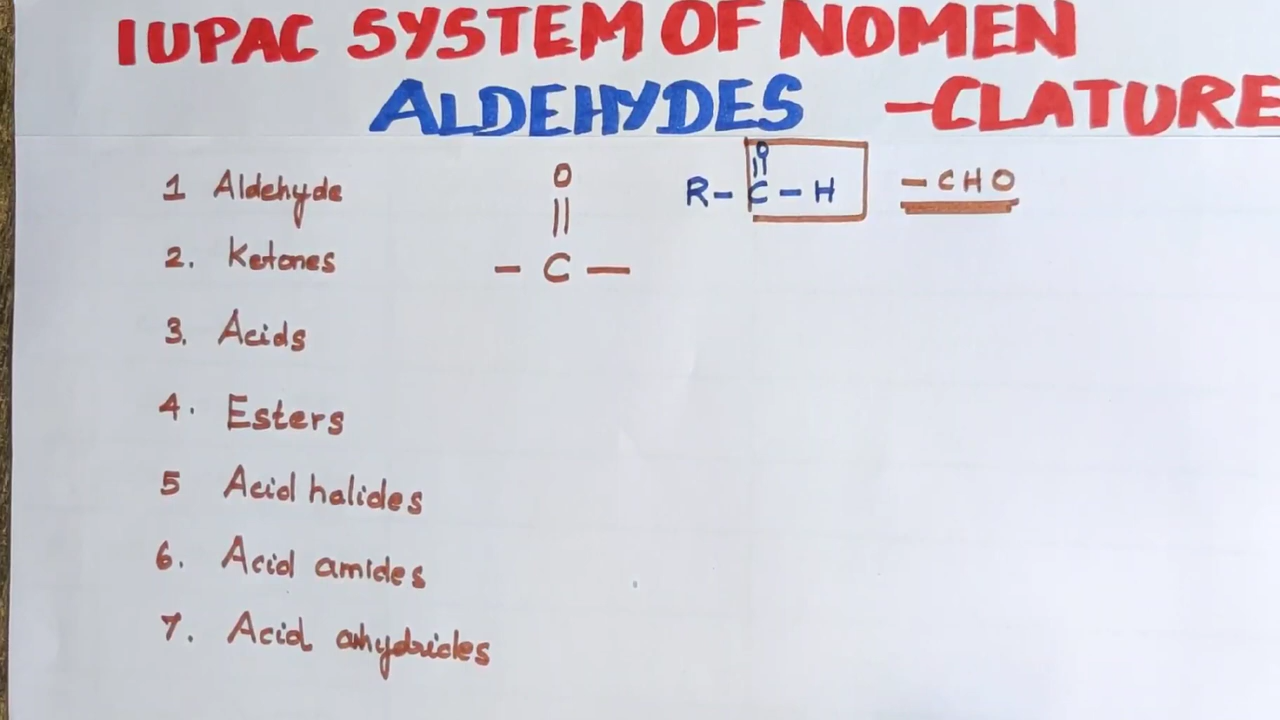 IUPAC SYSTEM OF NOMEN
ALDEHYDES -CLATURE
1 Aldehyde
2. Ketones
3. Acids
4. Esters
5 Acid halides
6. Acid amides
7. Acid anhydrides
O
||
- C -
O
||
R - C - H
- CHO